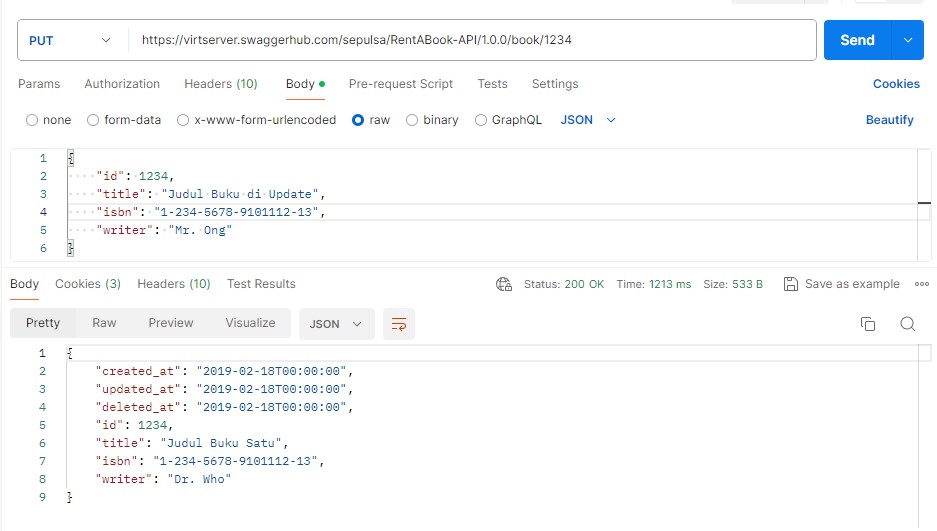 PUT https://virtserver.swaggerhub.com/sepulsa/RentABook-API/1.0.0/book/1234 Send
Params Authorization Headers (10) Body Pre-request Script Tests Settings Cookies
none form-data x-www-form-urlencoded raw binary GraphQL JSON Beautify
1 {
2 "id": 1234,
3 "title": "Judul Buku di Update",
4 "isbn": "1-234-5678-9101112-13",
5 "writer": "Mr. Ong"
6 }
Body Cookies (3) Headers (10) Test Results Status: 200 OK Time: 1213 ms Size: 533 B Save as example
Pretty Raw Preview Visualize JSON
1 {
2 "created_at": "2019-02-18T00:00:00",
3 "updated_at": "2019-02-18T00:00:00",
4 "deleted_at": "2019-02-18T00:00:00",
5 "id": 1234,
6 "title": "Judul Buku Satu",
7 "isbn": "1-234-5678-9101112-13",
8 "writer": "Dr. Who"
9 }